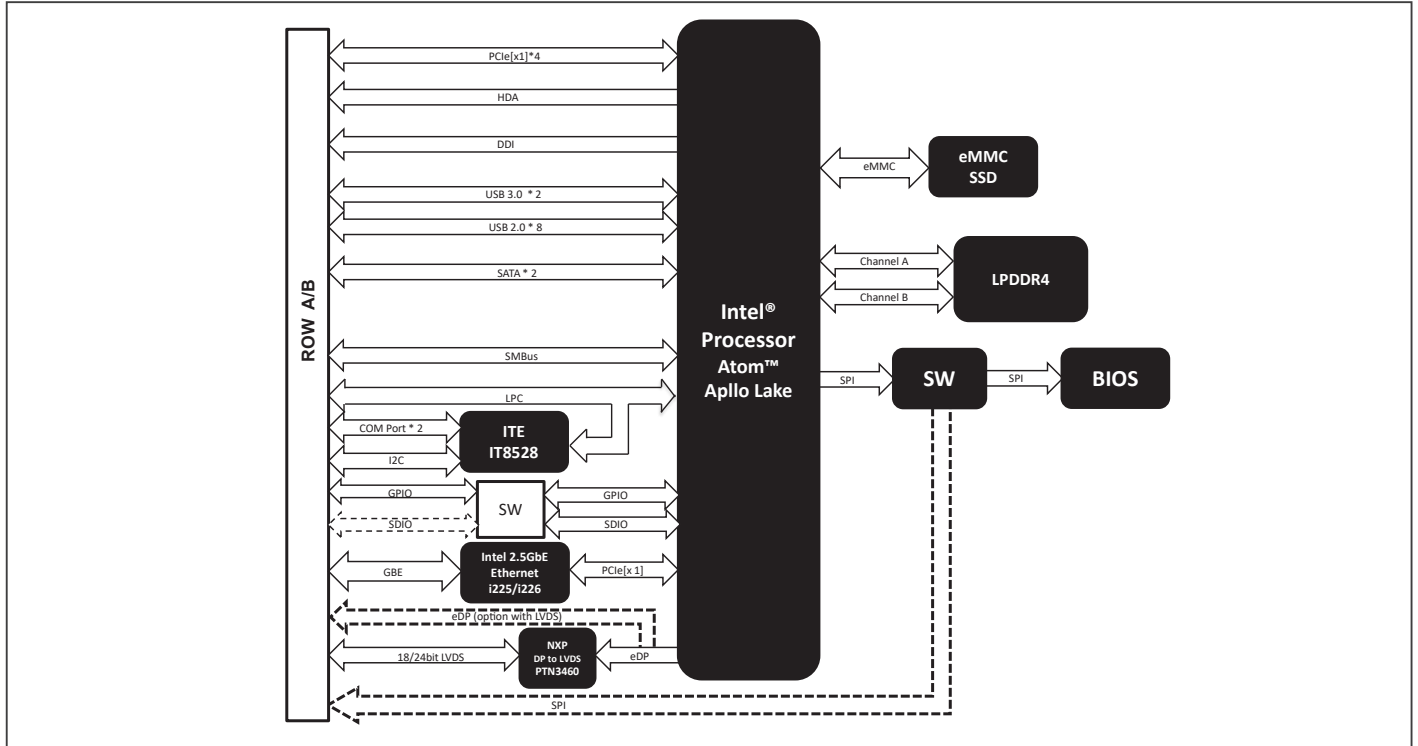 ROW A/B
PCIe[x1]*4
HDA
DDI
USB 3.0 * 2
USB 2.0 * 8
SATA * 2
SMBus
LPC
COM Port * 2
I2C
GPIO
SDIO
GBE
eDP (option with LVDS)
18/24bit LVDS
SPI
ITE
IT8528
SW
GPIO
SDIO
Intel 2.5GbE
Ethernet
i225/i226
PCIe[x 1]
NXP
DP to LVDS
PTN3460
eDP
Intel®
Processor
Atom™
Apllo Lake
eMMC
eMMC
SSD
Channel A
Channel B
LPDDR4
SPI
SW
SPI
BIOS